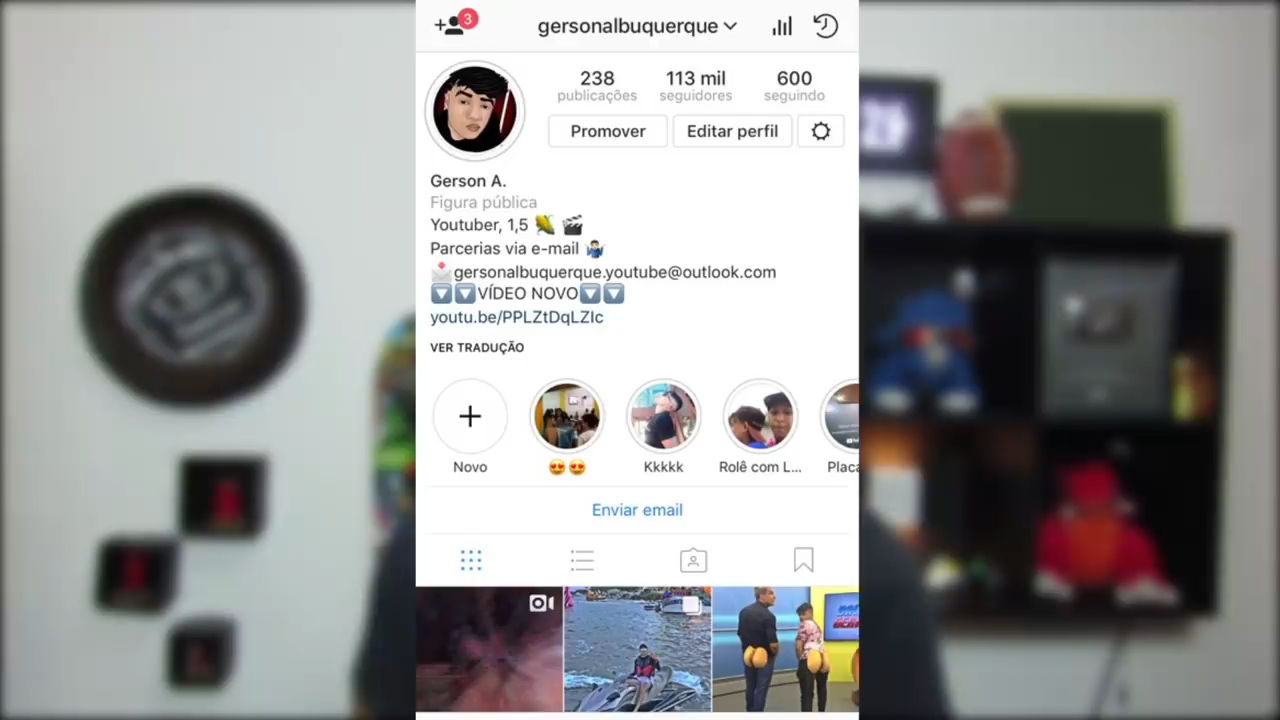 3
gersonalbuquerque
238
publicações
113 mil
seguidores
600
seguindo
Promover
Editar perfil
Gerson A.
Figura pública
Youtuber, 1,5 🌽 🎬
Parcerias via e-mail 🤷🏻‍♂️
📩gersonalbuquerque.youtube@outlook.com
🔽🔽VÍDEO NOVO🔽🔽
youtu.be/PPLZtDqLZIc
VER TRADUÇÃO
Novo
😍😍
Kkkkk
Rolê com L...
Placa
Enviar email